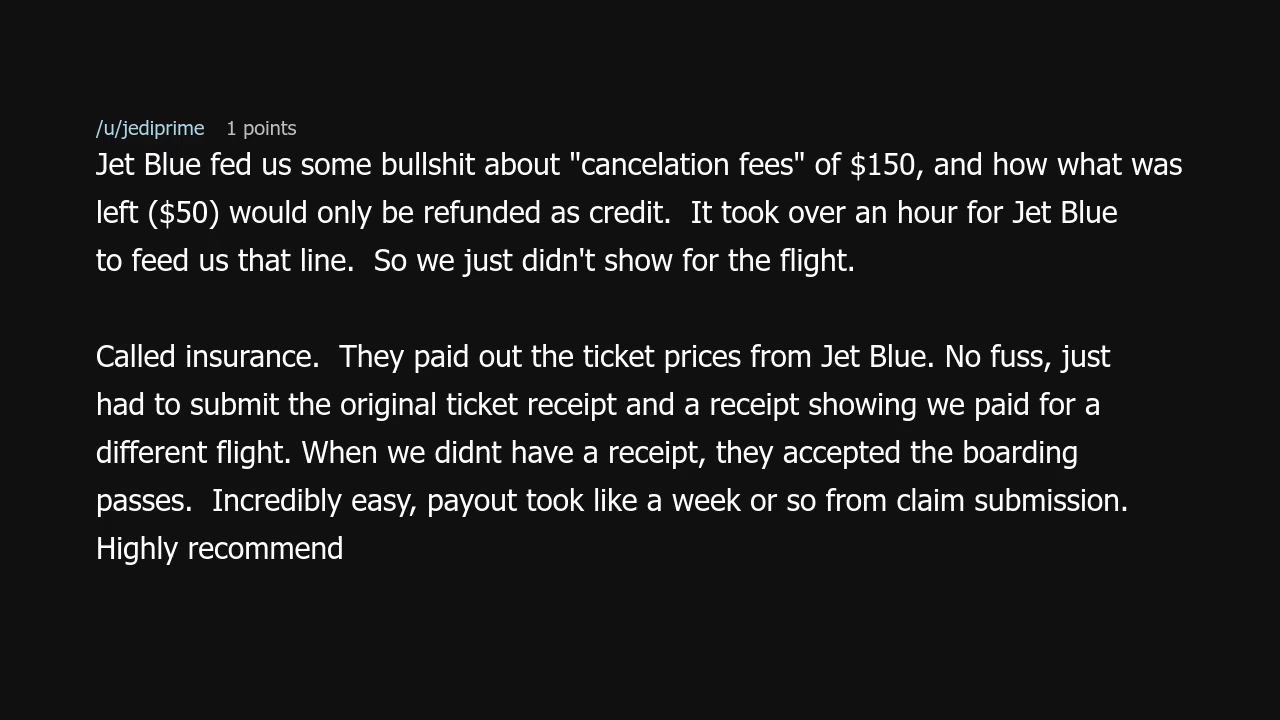 /u/jediprime 1 points
Jet Blue fed us some bullshit about "cancelation fees" of $150, and how what was
left ($50) would only be refunded as credit.  It took over an hour for Jet Blue
to feed us that line.  So we just didn't show for the flight.
Called insurance.  They paid out the ticket prices from Jet Blue. No fuss, just
had to submit the original ticket receipt and a receipt showing we paid for a
different flight. When we didnt have a receipt, they accepted the boarding
passes.  Incredibly easy, payout took like a week or so from claim submission.
Highly recommend